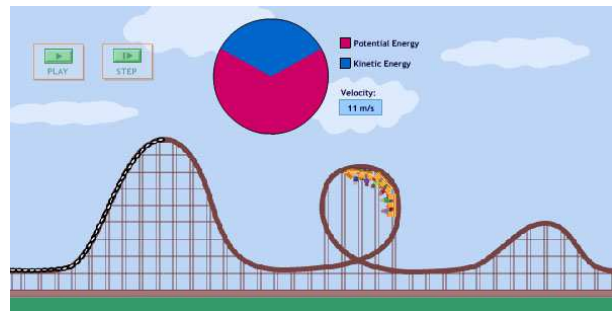 Potential Energy
Kinetic Energy
PLAY
STEP
Velocity:
11 m/s